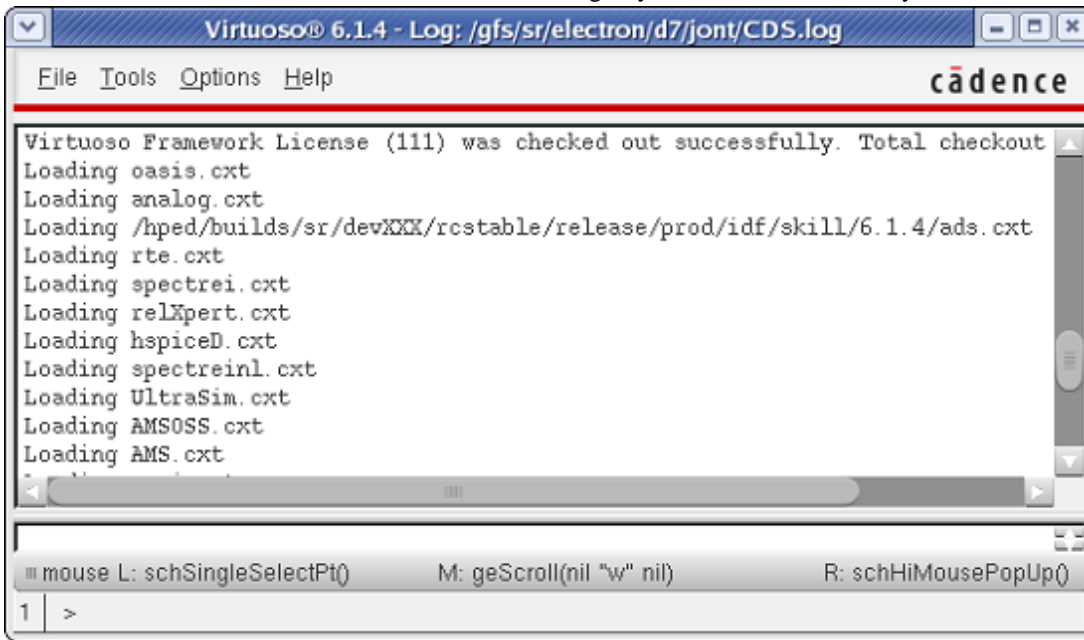 Virtuoso® 6.1.4 - Log: /gfs/sr/electron/d7/jont/CDS.log
File Tools Options Help cādence
Virtuoso Framework License (111) was checked out successfully. Total checkout
Loading oasis.cxt
Loading analog.cxt
Loading /hped/builds/sr/devXXX/rcstable/release/prod/idf/skill/6.1.4/ads.cxt
Loading rte.cxt
Loading spectrei.cxt
Loading relXpert.cxt
Loading hspiceD.cxt
Loading spectreinl.cxt
Loading UltraSim.cxt
Loading AMSOSS.cxt
Loading AMS.cxt
mouse L: schSingleSelectPt() M: geScroll(nil "w" nil) R: schHiMousePopUp()
1 >